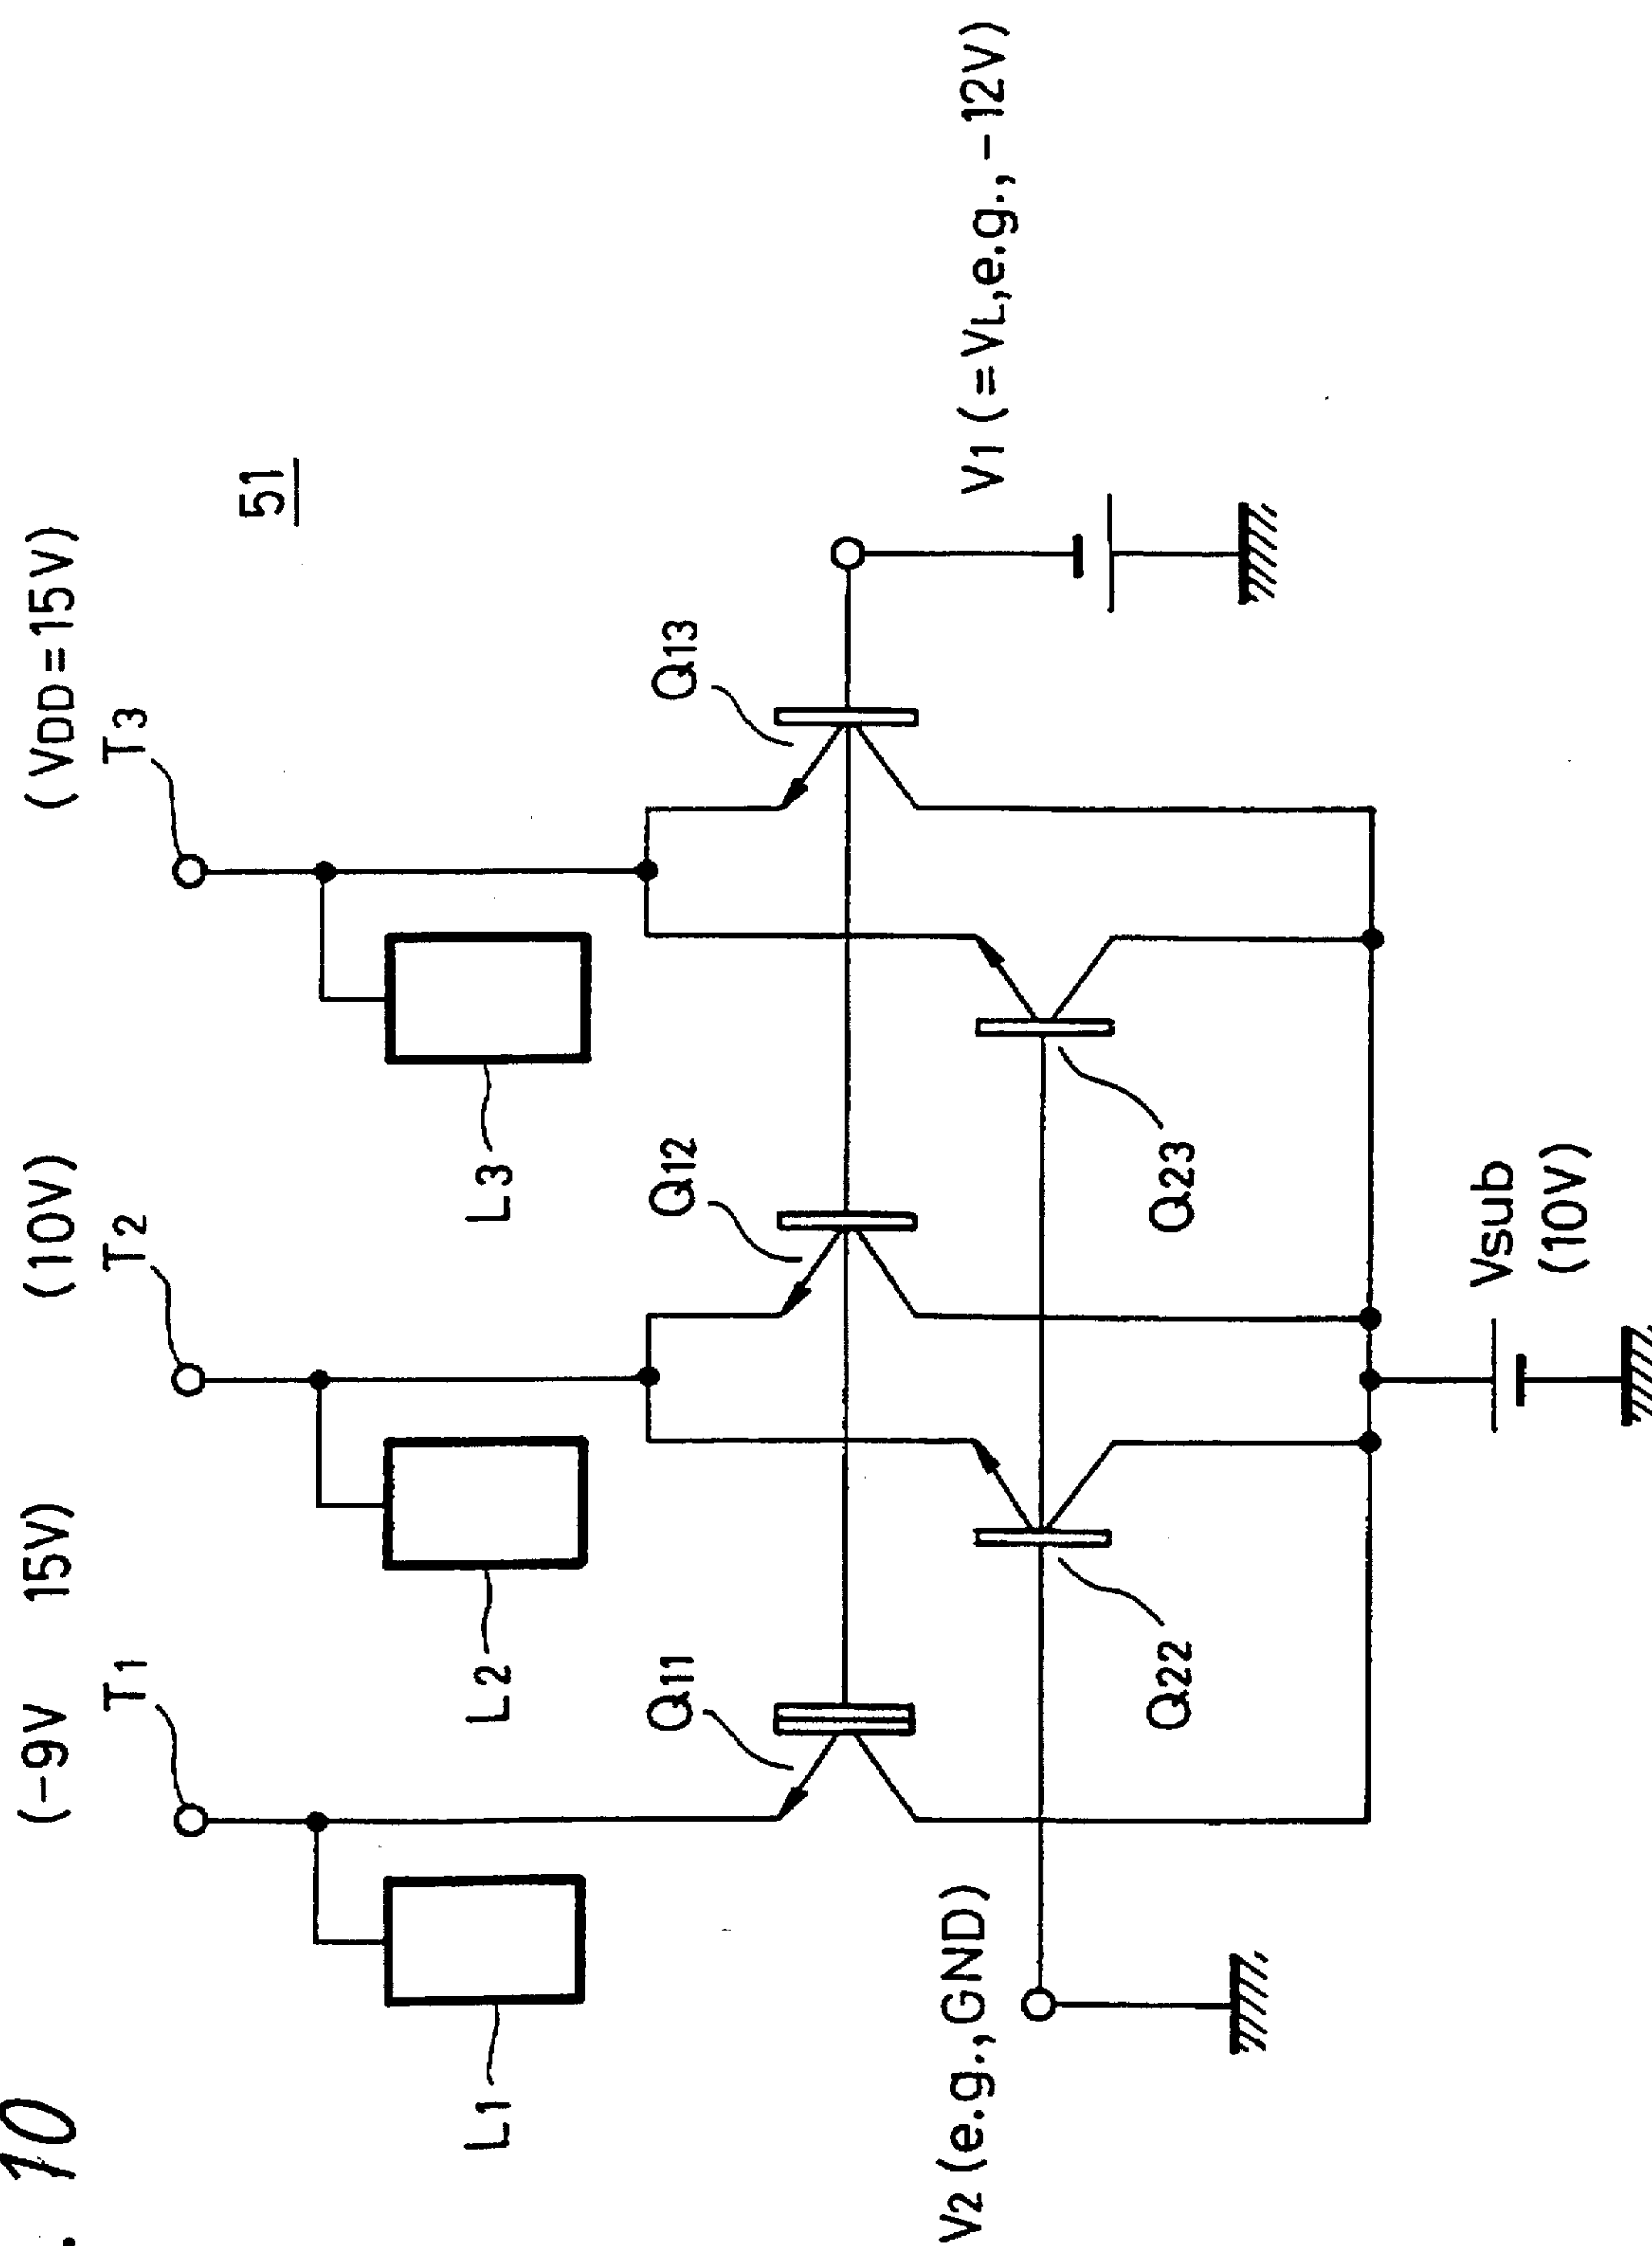 . 10
(-9V 15V)
(10V)
(VDD=15V)
T1
T2
T3
51
L1
L2
L3
Q11
Q12
Q13
V2 (e.g., GND)
V1 (=VL, e.g., -12V)
Q22
Q23
Vsub
(10V)